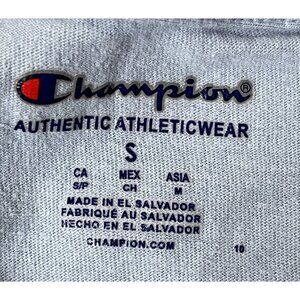 Champion®
AUTHENTIC ATHLETICWEAR
S
CA MEX ASIA
S/P CH M
MADE IN EL SALVADOR
FABRIQUÉ AU SALVADOR
HECHO EN EL SALVADOR
CHAMPION.COM
10